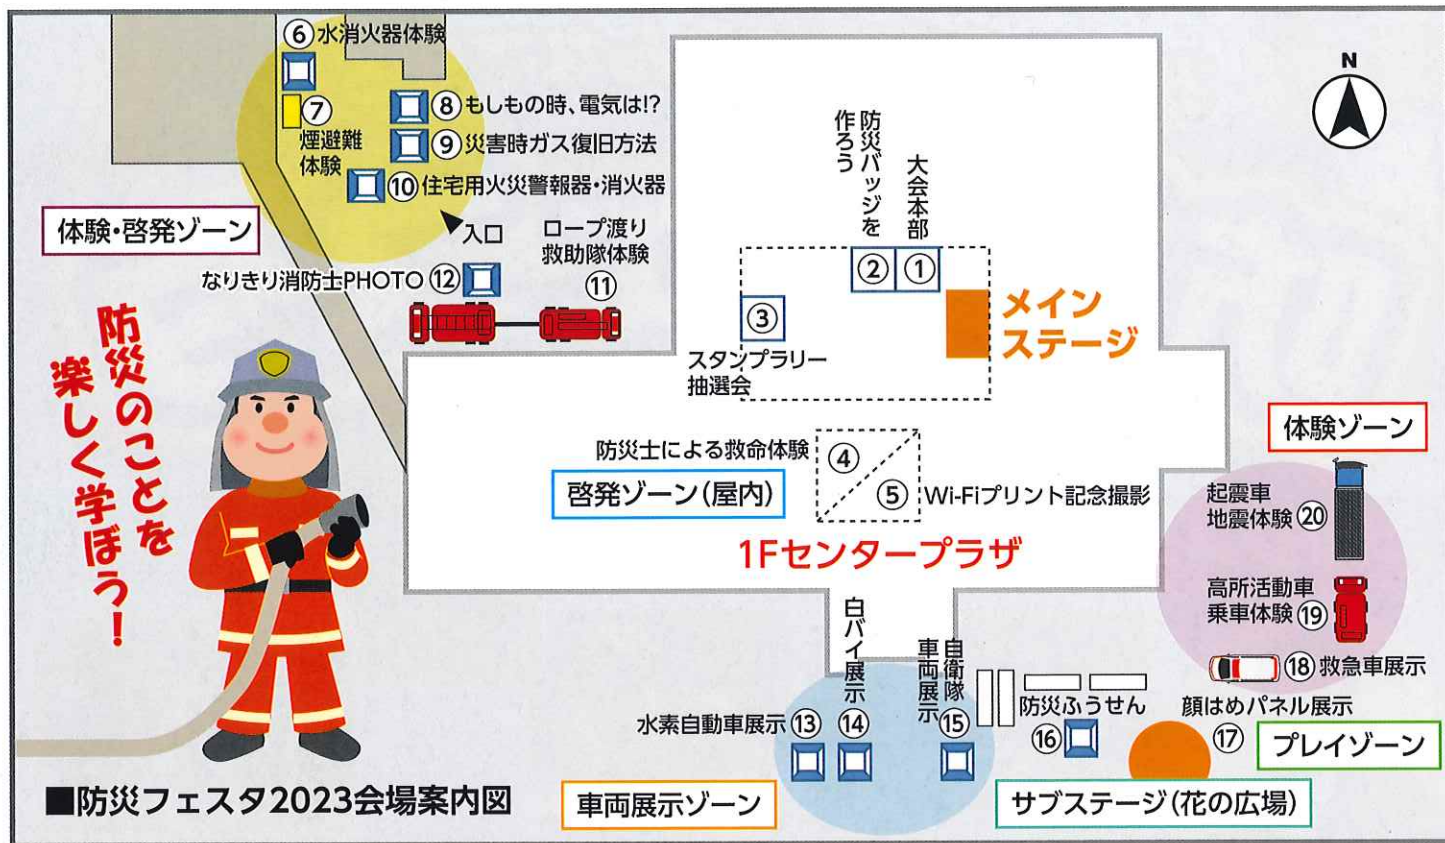 ⑥水消火器体験
⑦
煙避難
体験
⑧もしもの時、電気は!?
⑨災害時ガス復旧方法
⑩住宅用火災警報器・消火器
体験・啓発ゾーン
入口
ロープ渡り
救助隊体験
⑪
なりきり消防士PHOTO⑫
防災のことを
楽しく学ぼう!
N
防災バッジを
作ろう
大会本部
②
①
③
スタンプラリー
抽選会
メイン
ステージ
防災士による救命体験
④
⑤
Wi-Fiプリント記念撮影
啓発ゾーン(屋内)
1Fセンタープラザ
体験ゾーン
起震車
地震体験⑳
高所活動車
乗車体験⑲
⑱救急車展示
水素自動車展示⑬
白バイ展示
⑭
自衛隊
車両展示
⑮
防災ふうせん
⑯
顔はめパネル展示
⑰
プレイゾーン
車両展示ゾーン
サブステージ(花の広場)
■防災フェスタ2023会場案内図